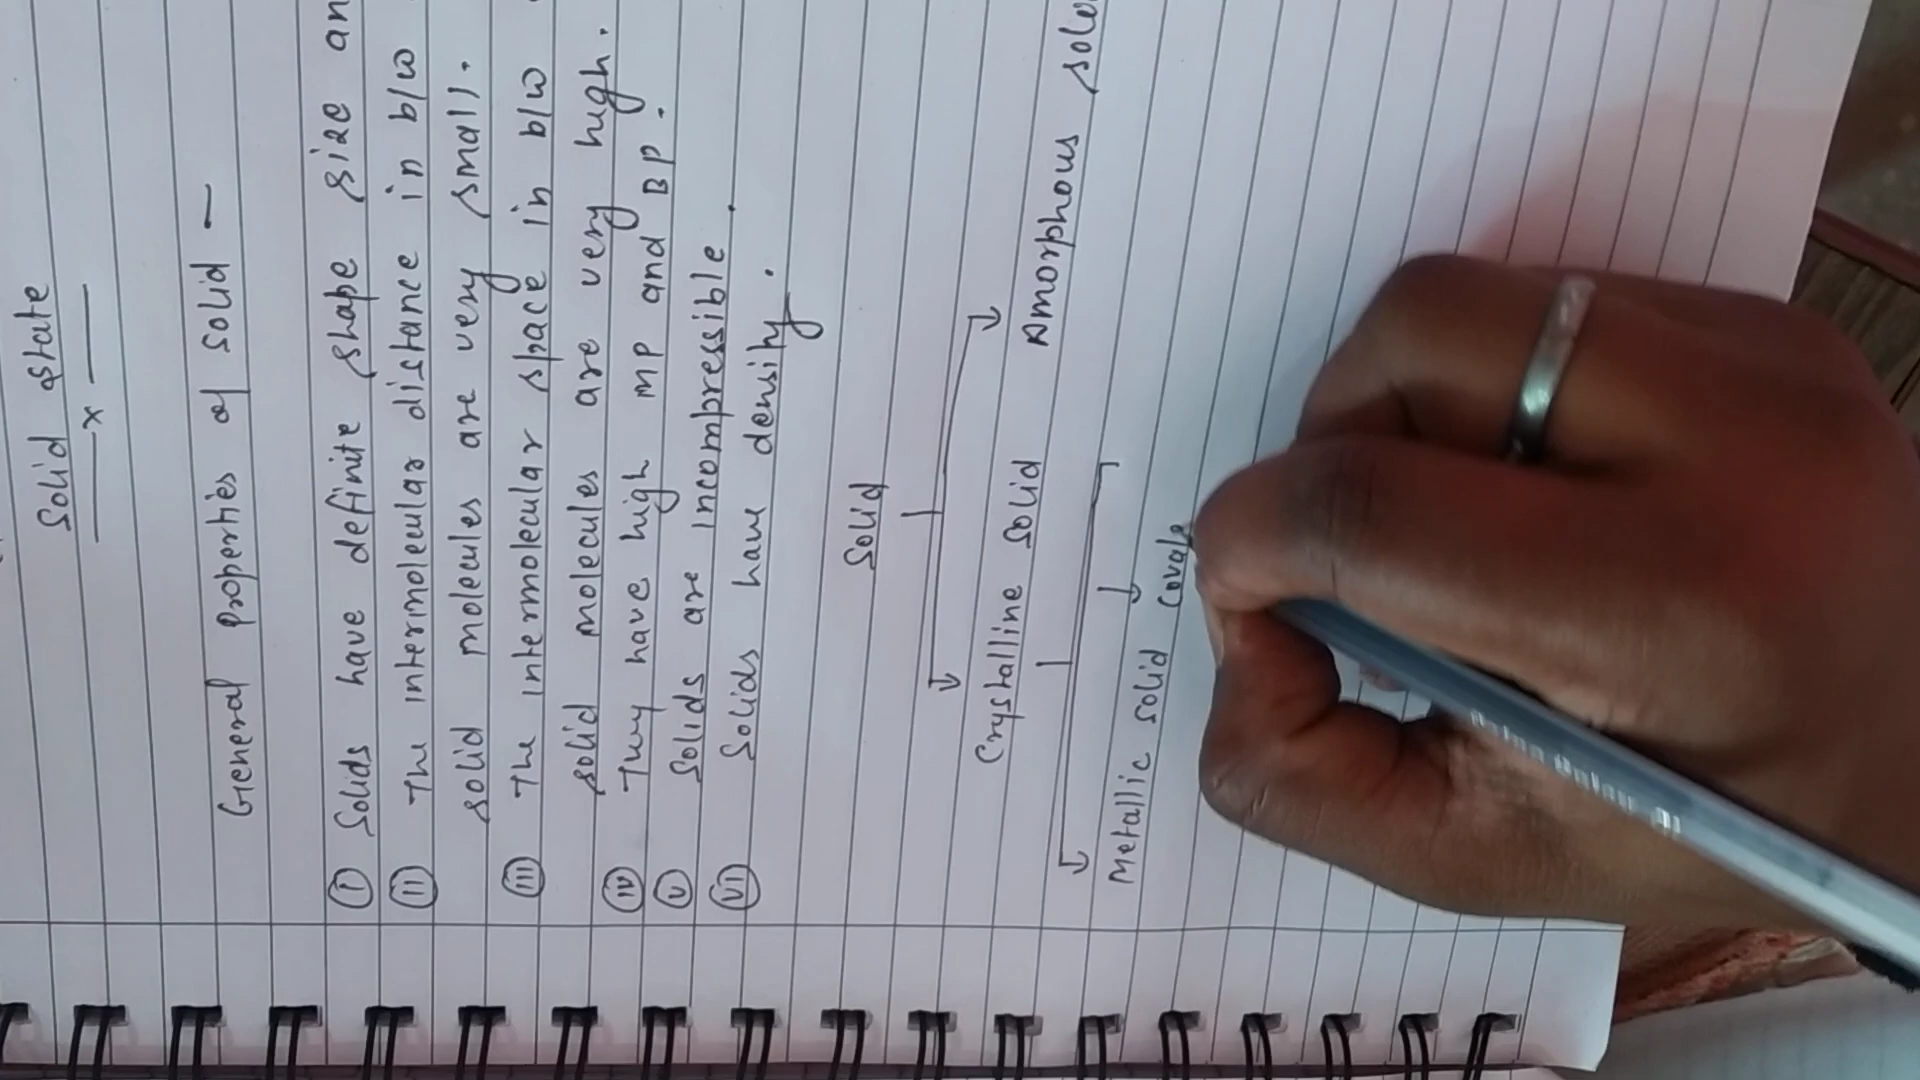 Solid state
—x—
General properties of solid —
(i) Solids have definite shape size an
(ii) The intermolecular distance in b/w
solid molecules are very small.
(iii) The intermolecular space in b/w
solid molecules are very high.
(iv) They have high MP and BP.
(v) Solids are incompressible.
(vi) Solids have density.
Solid
Crystalline Solid Amorphous solid
Metallic solid Covale